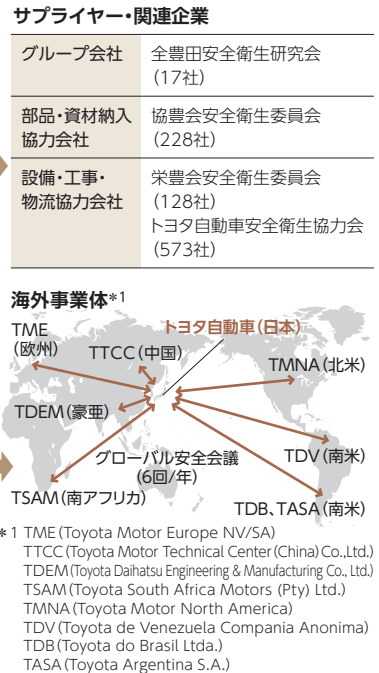 サプライヤー・関連企業
グループ会社
全豊田安全衛生研究会
(17社)
部品・資材納入
協力会社
協豊会安全衛生委員会
(228社)
設備・工事・
物流協力会社
栄豊会安全衛生委員会
(128社)
トヨタ自動車安全衛生協力会
(573社)
海外事業体*1
トヨタ自動車(日本)
TME
(欧州)
TTCC(中国)
TMNA(北米)
TDEM(豪亜)
グローバル安全会議
(6回/年)
TDV(南米)
TSAM(南アフリカ)
TDB、TASA(南米)
*1 TME(Toyota Motor Europe NV/SA)
TTCC(Toyota Motor Technical Center(China)Co.,Ltd.)
TDEM(Toyota Daihatsu Engineering & Manufacturing Co., Ltd.)
TSAM(Toyota South Africa Motors (Pty) Ltd.)
TMNA(Toyota Motor North America)
TDV(Toyota de Venezuela Compania Anonima)
TDB(Toyota do Brasil Ltda.)
TASA(Toyota Argentina S.A.)